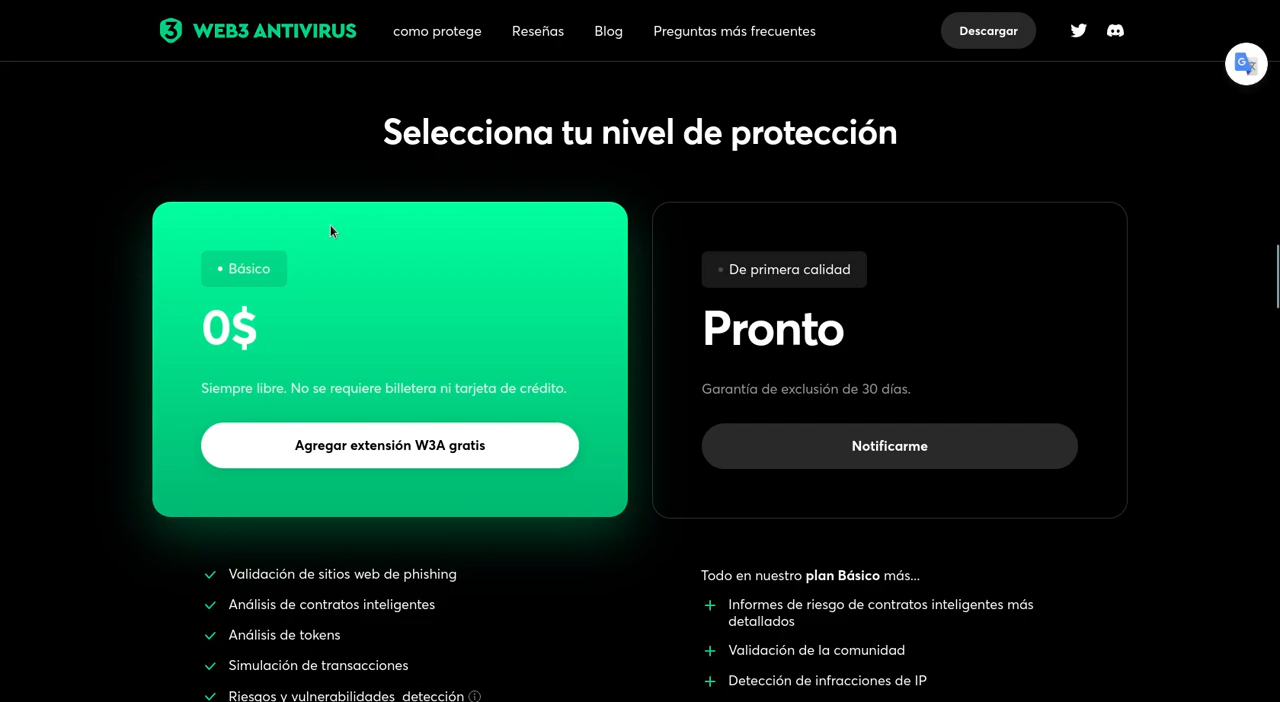 3 WEB3 ANTIVIRUS como protege Reseñas Blog Preguntas más frecuentes Descargar
G
Selecciona tu nivel de protección
Básico
0$
Siempre libre. No se requiere billetera ni tarjeta de crédito.
Agregar extensión W3A gratis
De primera calidad
Pronto
Garantía de exclusión de 30 días.
Notificarme
Validación de sitios web de phishing
Análisis de contratos inteligentes
Análisis de tokens
Simulación de transacciones
Riesgos y vulnerabilidades detección
Todo en nuestro plan Básico más...
Informes de riesgo de contratos inteligentes más
detallados
Validación de la comunidad
Detección de infracciones de IP